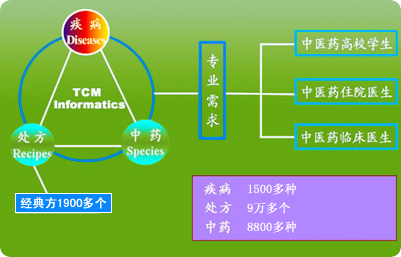 疾病
Diseases
TCM
Informatics
处方
Recipes
中药
Species
经典方1900多个
专业需求
中医药高校学生
中医药住院医生
中医药临床医生
疾病 1500多种
处方 9万多个
中药 8800多种